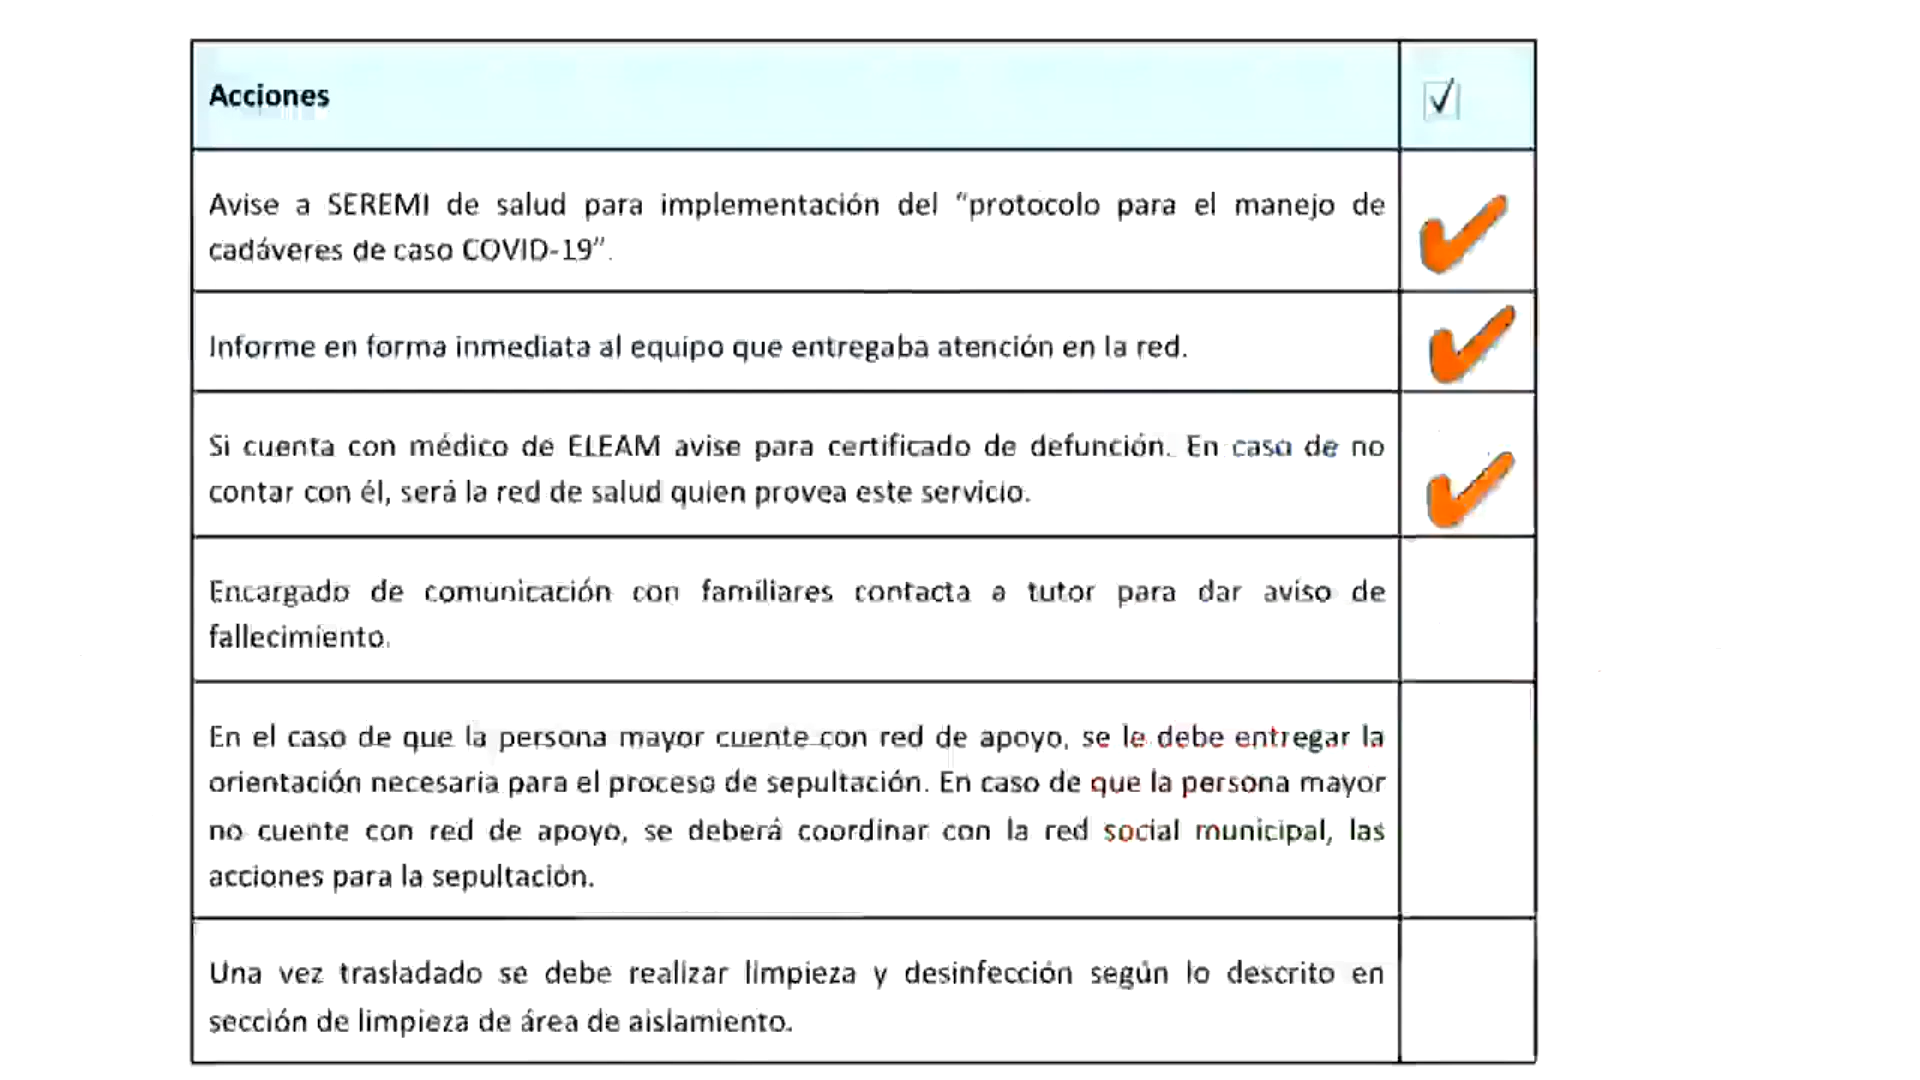 Acciones
Avise a SEREMI de salud para implementación del “protocolo para el manejo de
cadáveres de caso COVID-19”.
Informe en forma inmediata al equipo que entregaba atención en la red.
Si cuenta con médico de ELEAM avise para certificado de defunción. En caso de no
contar con él, será la red de salud quien provea este servicio.
Encargado de comunicación con familiares contacta a tutor para dar aviso de
fallecimiento.
En el caso de que la persona mayor cuente con red de apoyo, se le debe entregar la
orientación necesaria para el proceso de sepultación. En caso de que la persona mayor
no cuente con red de apoyo, se deberá coordinar con la red social municipal, las
acciones para la sepultación.
Una vez trasladado se debe realizar limpieza y desinfección según lo descrito en
sección de limpieza de área de aislamiento.